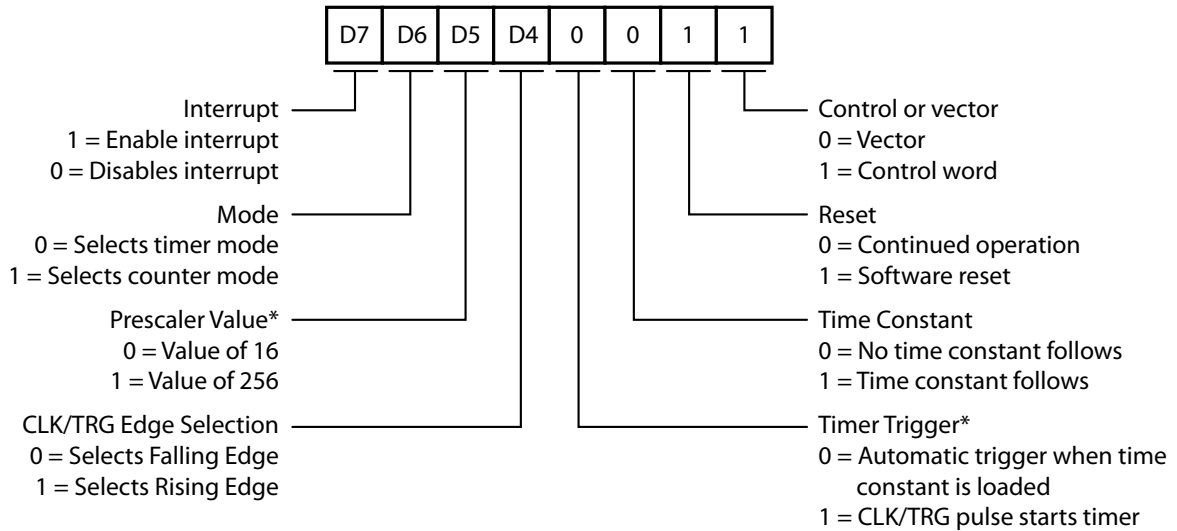 D7 D6 D5 D4 0 0 1 1
Interrupt
1 = Enable interrupt
0 = Disables interrupt
Mode
0 = Selects timer mode
1 = Selects counter mode
Prescaler Value*
0 = Value of 16
1 = Value of 256
CLK/TRG Edge Selection
0 = Selects Falling Edge
1 = Selects Rising Edge
Control or vector
0 = Vector
1 = Control word
Reset
0 = Continued operation
1 = Software reset
Time Constant
0 = No time constant follows
1 = Time constant follows
Timer Trigger*
0 = Automatic trigger when time
constant is loaded
1 = CLK/TRG pulse starts timer